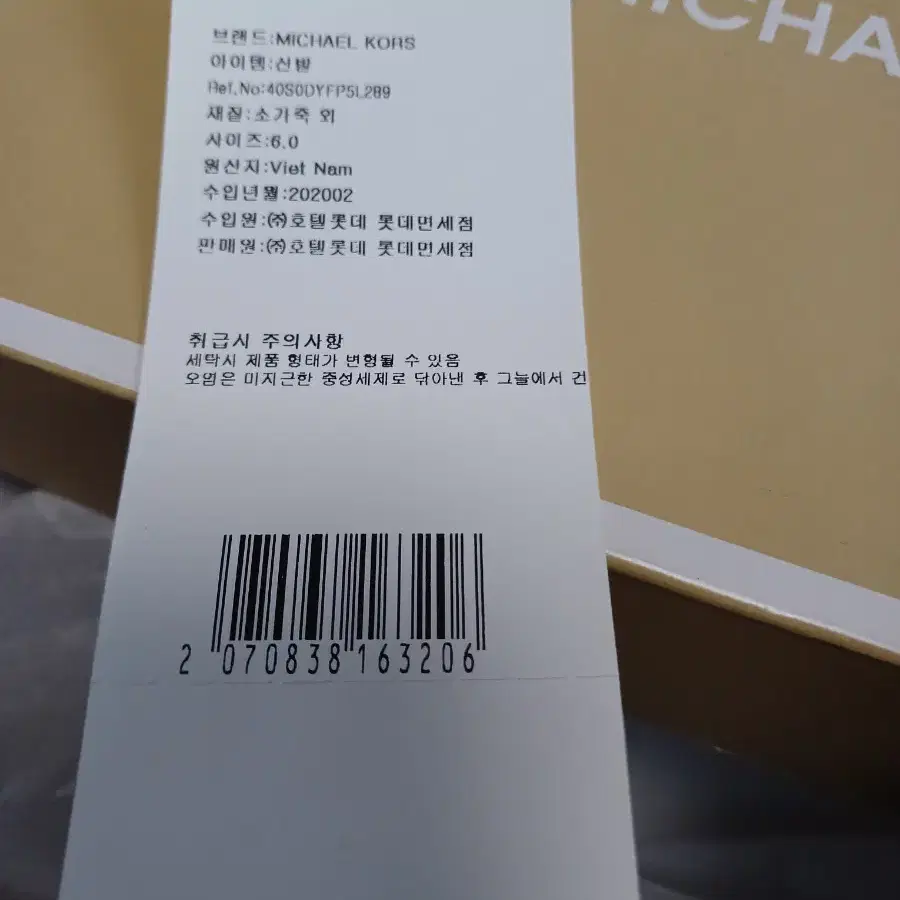 MICHA
브랜드:MICHAEL KORS
아이템:신발
Ref.No:40S0DYFP5L289
재질:소가죽 외
사이즈:6.0
원산지:Viet Nam
수입년월:202002
수입원:㈜호텔롯데 롯데면세점
판매원:㈜호텔롯데 롯데면세점
취급시 주의사항
세탁시 제품 형태가 변형될 수 있음
오염은 미지근한 중성세제로 닦아낸 후 그늘에서 건
2 070838 163206